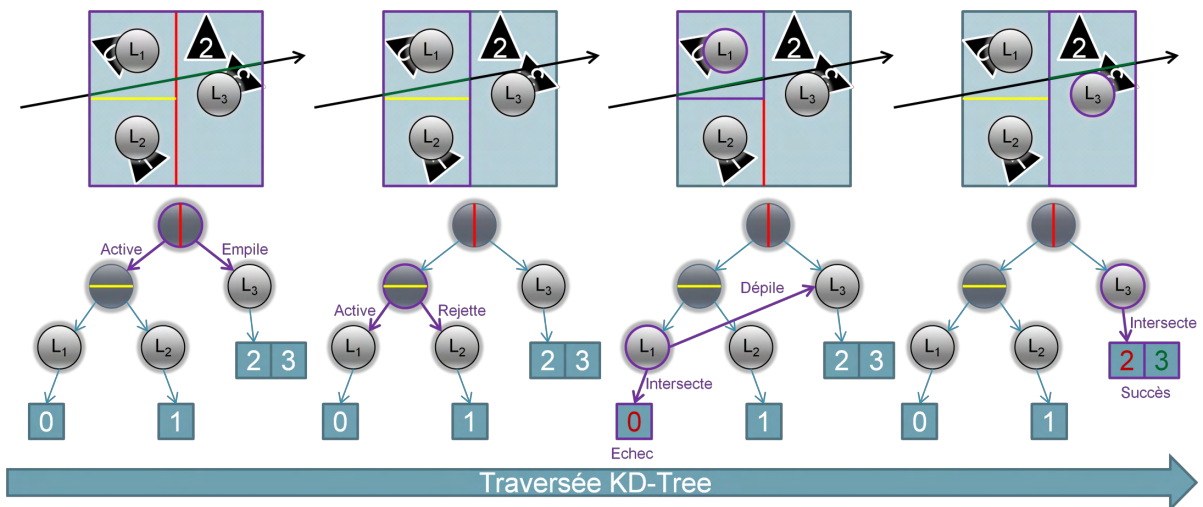 L1 2 L3 L2
L1 2 L3 L2
L1 2 L3 L2
L1 2 L3 L2
Active Empile
L3
L1 L2
2 3
0 1
Active Rejette
L3
L1 L2
2 3
0 1
Dépile
L3
L1 L2
Intersecte
2 3
0 1
Echec
L3
Intersecte
L1 L2
2 3
Succès
0 1
Traversée KD-Tree